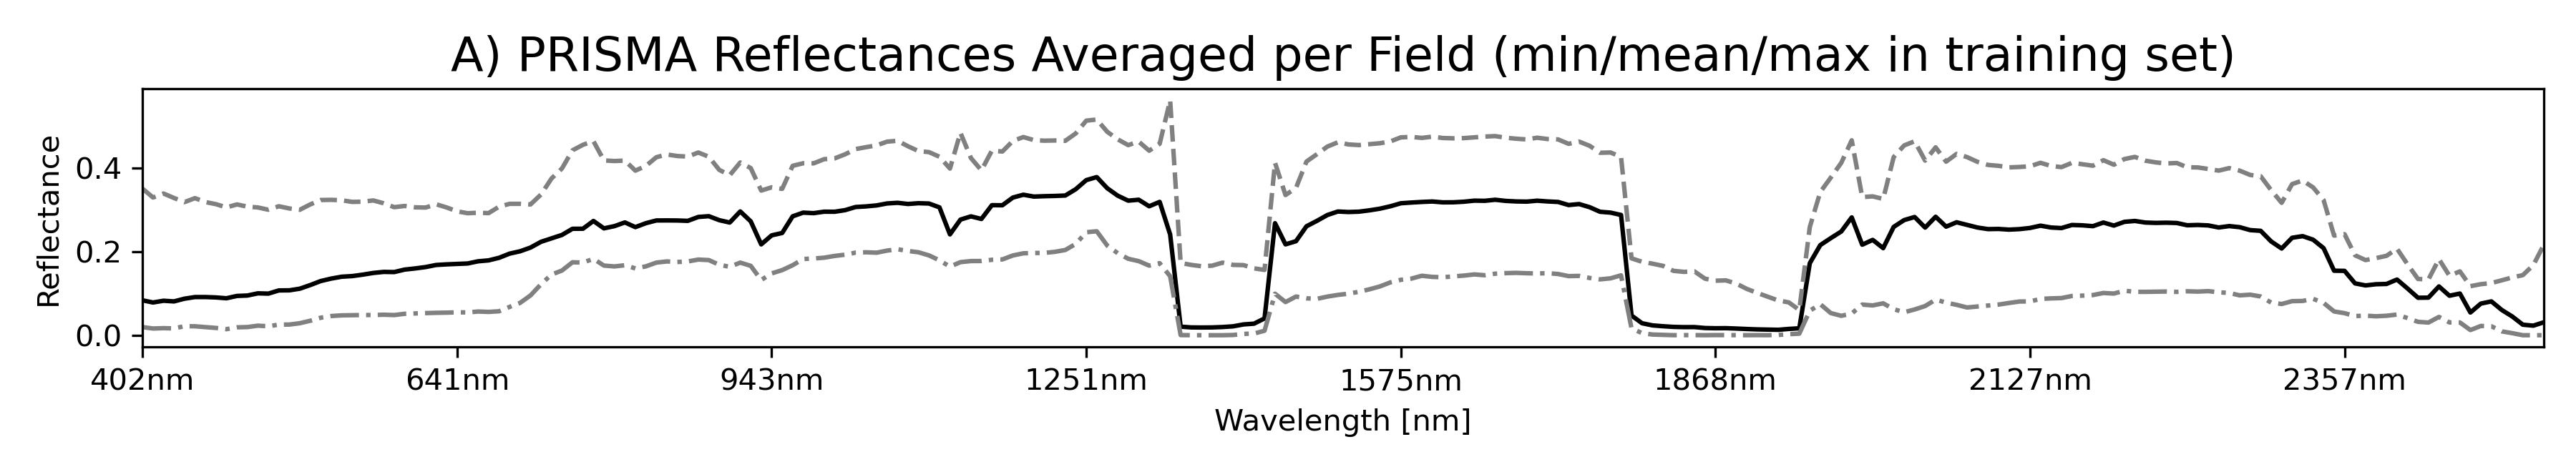 A) PRISMA Reflectances Averaged per Field (min/mean/max in training set)
Reflectance
0.4
0.2
0.0
402nm 641nm 943nm 1251nm 1575nm 1868nm 2127nm 2357nm
Wavelength [nm]